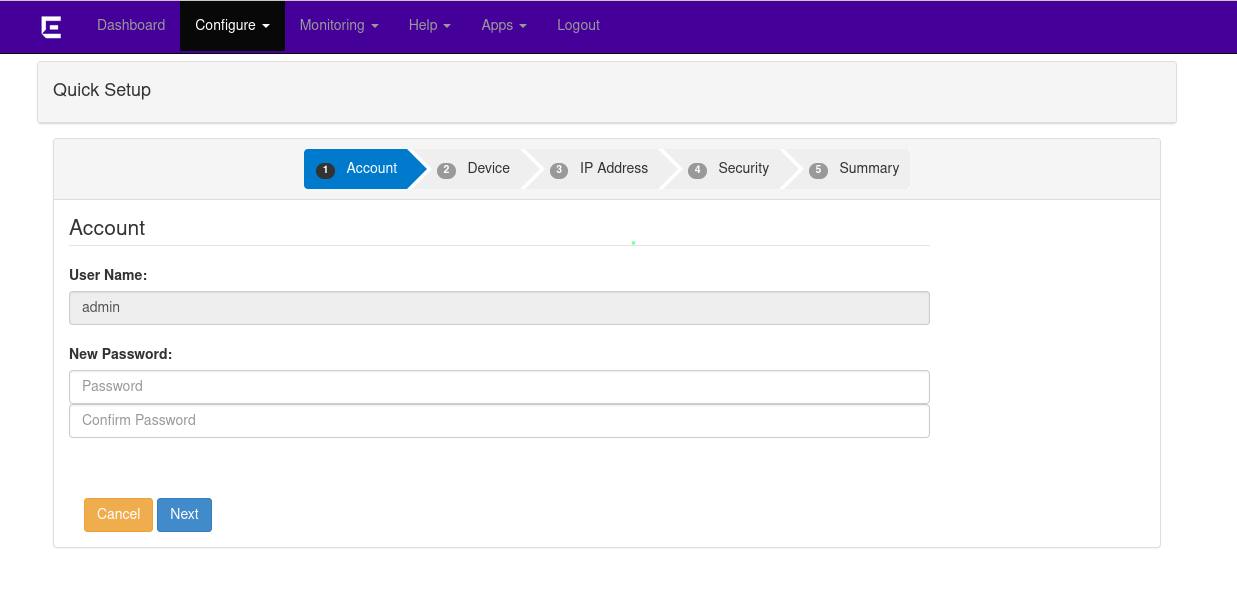 Dashboard Configure Monitoring Help Apps Logout
Quick Setup
1 Account 2 Device 3 IP Address 4 Security 5 Summary
Account
User Name:
admin
New Password:
Password
Confirm Password
Cancel Next